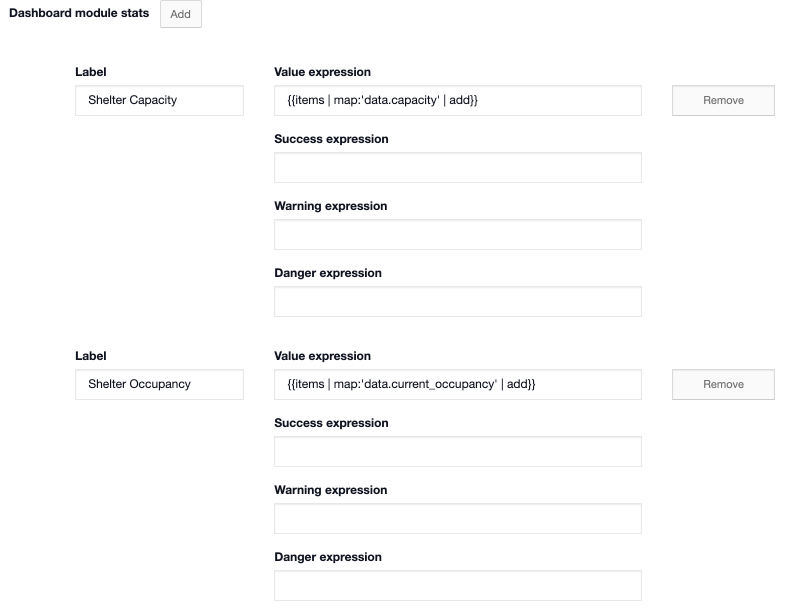 Dashboard module stats Add
Label Value expression
Shelter Capacity {{items | map:'data.capacity' | add}} Remove
Success expression
Warning expression
Danger expression
Label Value expression
Shelter Occupancy {{items | map:'data.current_occupancy' | add}} Remove
Success expression
Warning expression
Danger expression